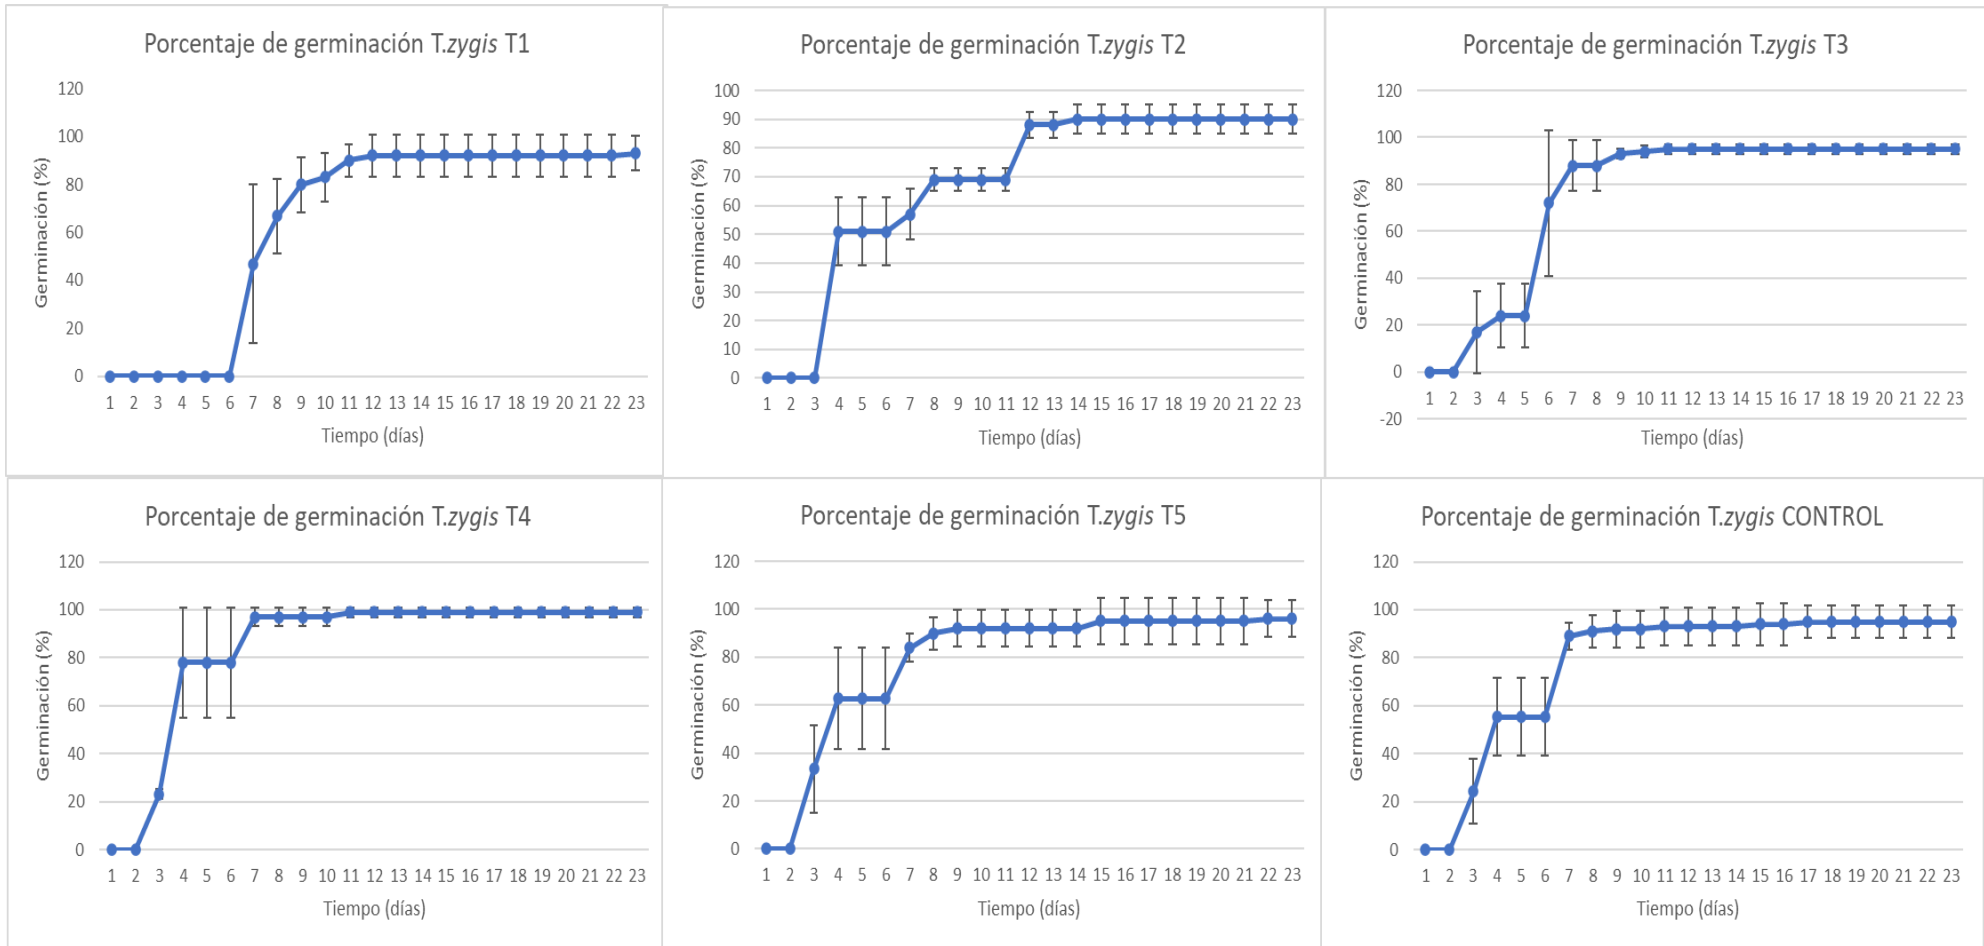 Porcentaje de germinación T.zygis T1
120
100
80
60
40
20
0
Germinación (%)
1 2 3 4 5 6 7 8 9 10 11 12 13 14 15 16 17 18 19 20 21 22 23
Tiempo (días)
Porcentaje de germinación T.zygis T2
100
90
80
70
60
50
40
30
20
10
0
Germinación (%)
1 2 3 4 5 6 7 8 9 10 11 12 13 14 15 16 17 18 19 20 21 22 23
Tiempo (días)
Porcentaje de germinación T.zygis T3
120
100
80
60
40
20
0
-20
Germinación (%)
1 2 3 4 5 6 7 8 9 10 11 12 13 14 15 16 17 18 19 20 21 22 23
Tiempo (días)
Porcentaje de germinación T.zygis T4
120
100
80
60
40
20
0
Germinación (%)
1 2 3 4 5 6 7 8 9 10 11 12 13 14 15 16 17 18 19 20 21 22 23
Tiempo (días)
Porcentaje de germinación T.zygis T5
120
100
80
60
40
20
0
Germinación (%)
1 2 3 4 5 6 7 8 9 10 11 12 13 14 15 16 17 18 19 20 21 22 23
Tiempo (días)
Porcentaje de germinación T.zygis CONTROL
120
100
80
60
40
20
0
Germinación (%)
1 2 3 4 5 6 7 8 9 10 11 12 13 14 15 16 17 18 19 20 21 22 23
Tiempo (días)